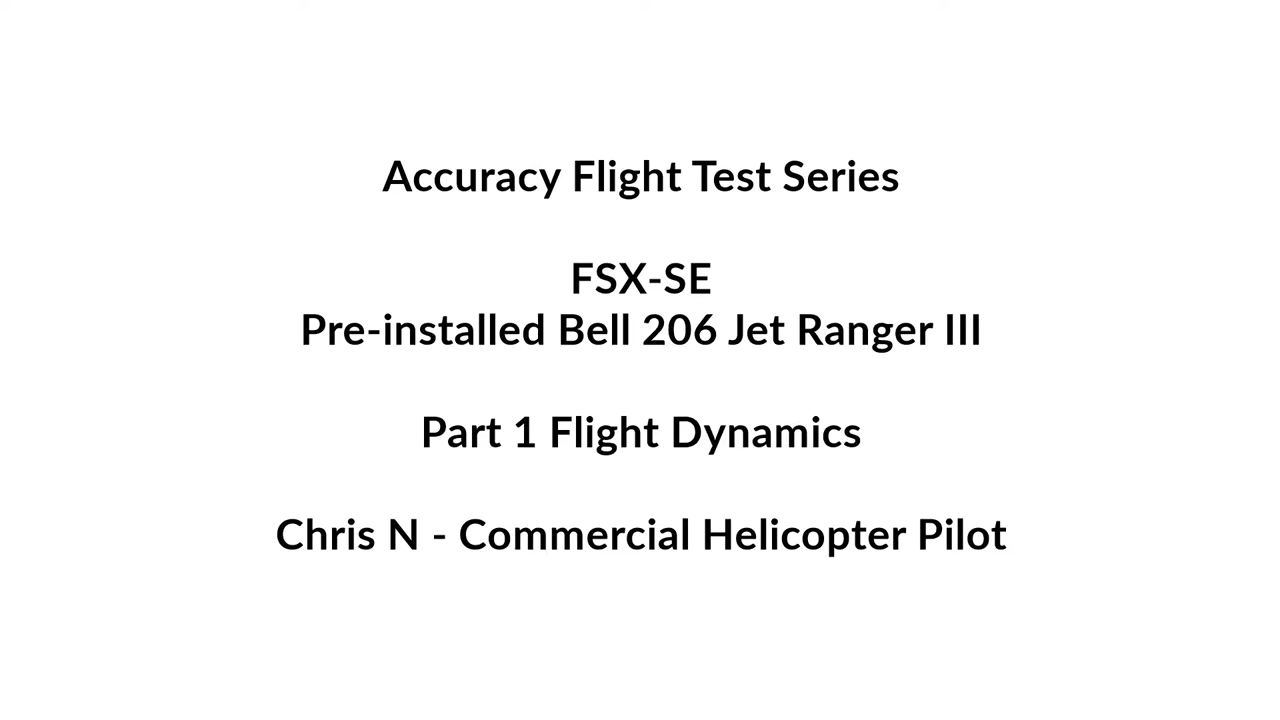 Accuracy Flight Test Series
FSX-SE
Pre-installed Bell 206 Jet Ranger III
Part 1 Flight Dynamics
Chris N - Commercial Helicopter Pilot